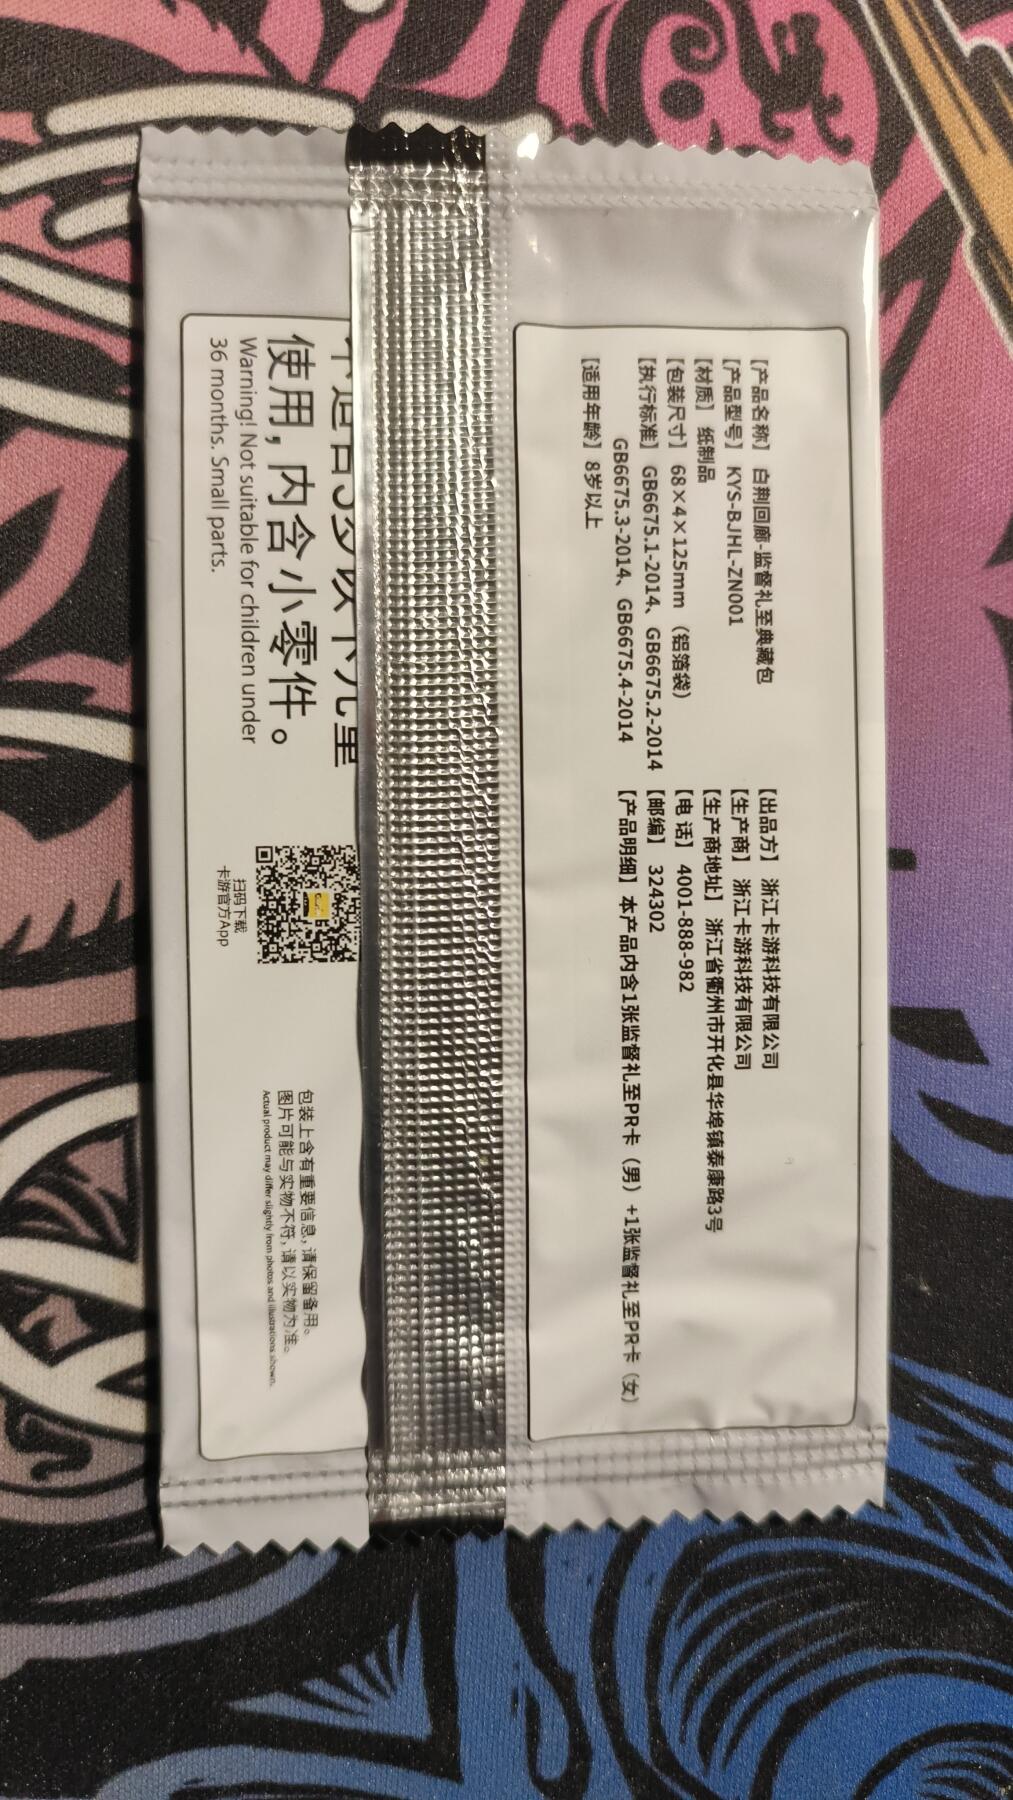 【产品名称】 白荆回廊-监督礼至典藏包
【产品型号】 KYS-BJHL-ZN001
【材质】 纸制品
【包装尺寸】 68×4×125mm （铝箔袋）
【执行标准】 GB6675.1-2014、GB6675.2-2014
GB6675.3-2014、GB6675.4-2014
【适用年龄】 8岁以上
【出品方】 浙江卡游科技有限公司
【生产商】 浙江卡游科技有限公司
【生产商地址】 浙江省衢州市开化县华埠镇泰康路3号
【电 话】 4001-888-982
【邮编】 324302
【产品明细】本产品内含1张监督礼至PR卡（男）+1张监督礼至PR卡（女）
使用，内含小零件。
Warning! Not suitable for children under
36 months. Small parts.
扫码下载
卡游官方App
包装上含有重要信息，请保留备用。
图片可能与实物不符，请以实物为准。
Actual product may differ slightly from photos and illustrations shown.